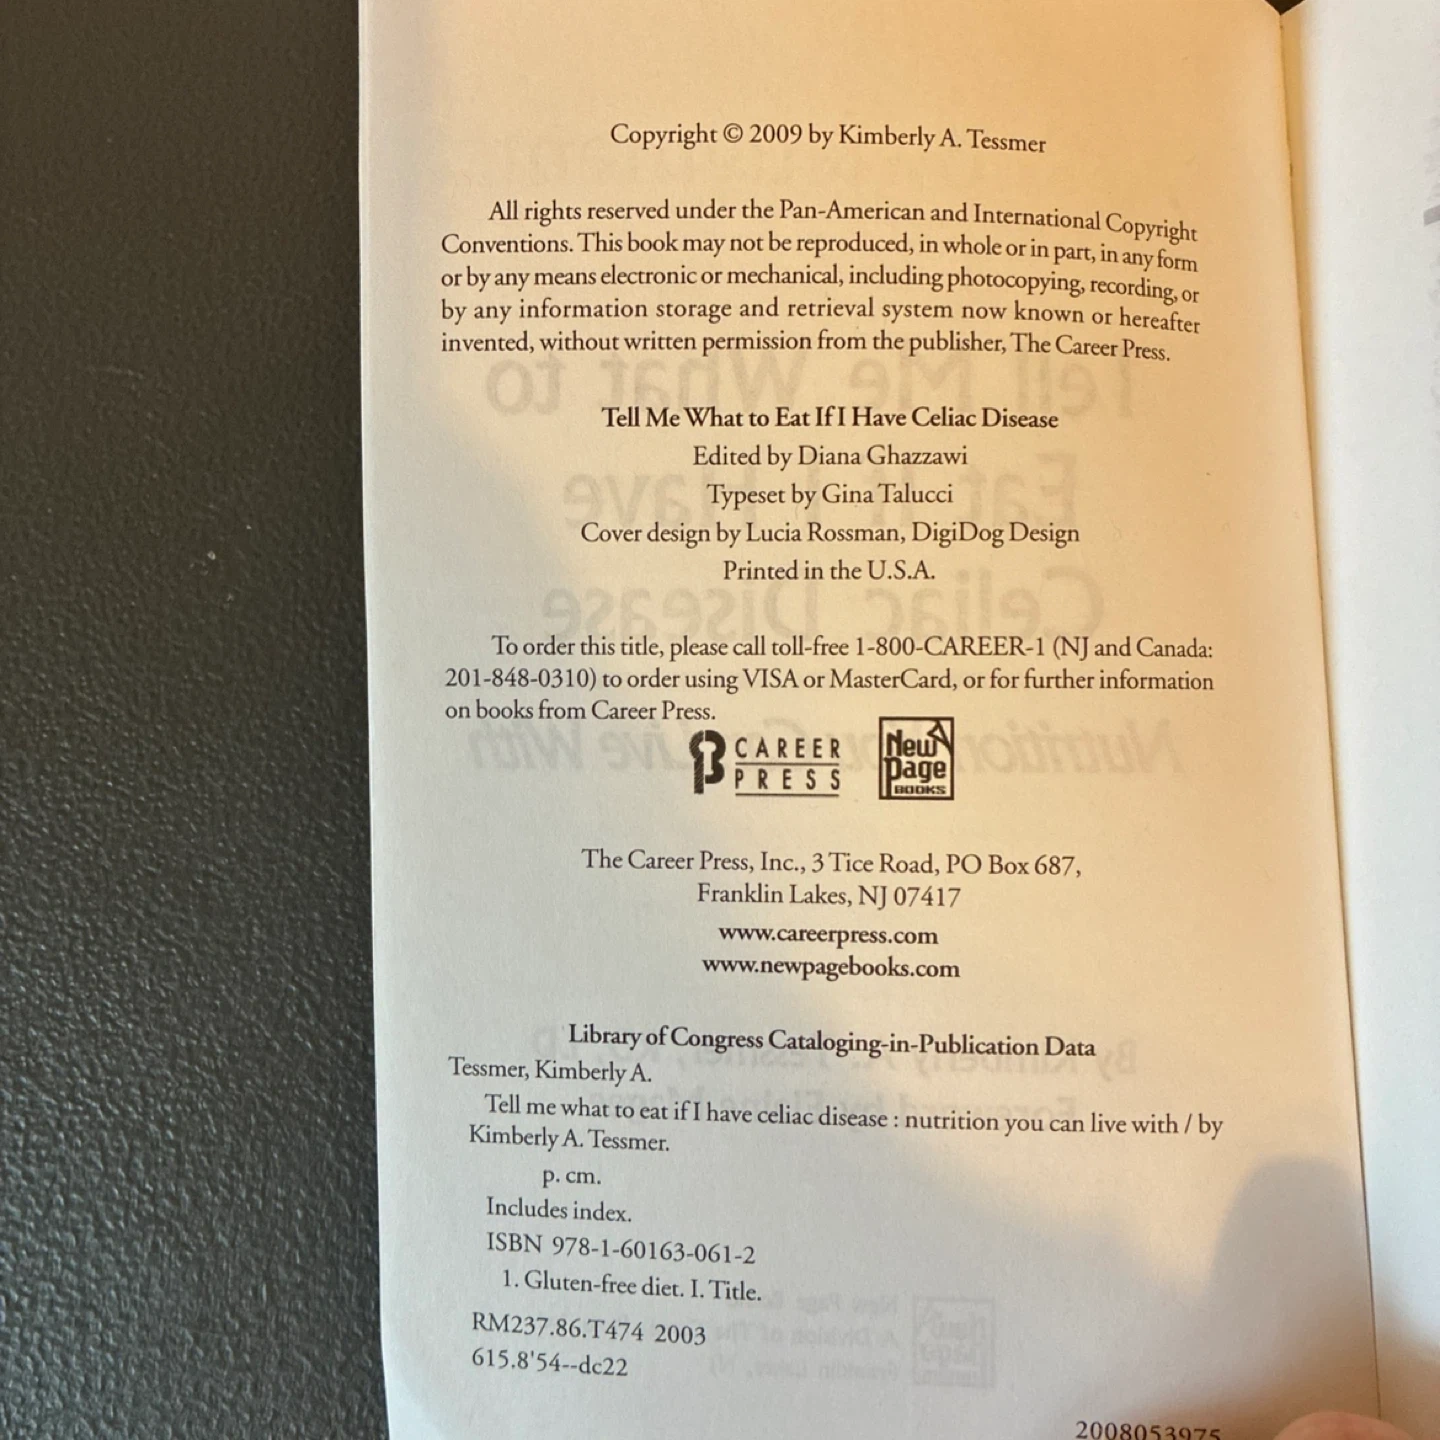 Copyright © 2009 by Kimberly A. Tessmer
All rights reserved under the Pan-American and International Copyright
Conventions. This book may not be reproduced, in whole or in part, in any form
or by any means electronic or mechanical, including photocopying, recording, or
by any information storage and retrieval system now known or hereafter
invented, without written permission from the publisher, The Career Press.
Tell Me What to Eat If I Have Celiac Disease
Edited by Diana Ghazzawi
Typeset by Gina Talucci
Cover design by Lucia Rossman, DigiDog Design
Printed in the U.S.A.
To order this title, please call toll-free 1-800-CAREER-1 (NJ and Canada:
201-848-0310) to order using VISA or MasterCard, or for further information
on books from Career Press.
CAREER
PRESS
New
Page
BOOKS
The Career Press, Inc., 3 Tice Road, PO Box 687,
Franklin Lakes, NJ 07417
www.careerpress.com
www.newpagebooks.com
Library of Congress Cataloging-in-Publication Data
Tessmer, Kimberly A.
Tell me what to eat if I have celiac disease : nutrition you can live with / by
Kimberly A. Tessmer.
p. cm.
Includes index.
ISBN 978-1-60163-061-2
1. Gluten-free diet. I. Title.
RM237.86.T474 2003
615.8'54--dc22
2008053975